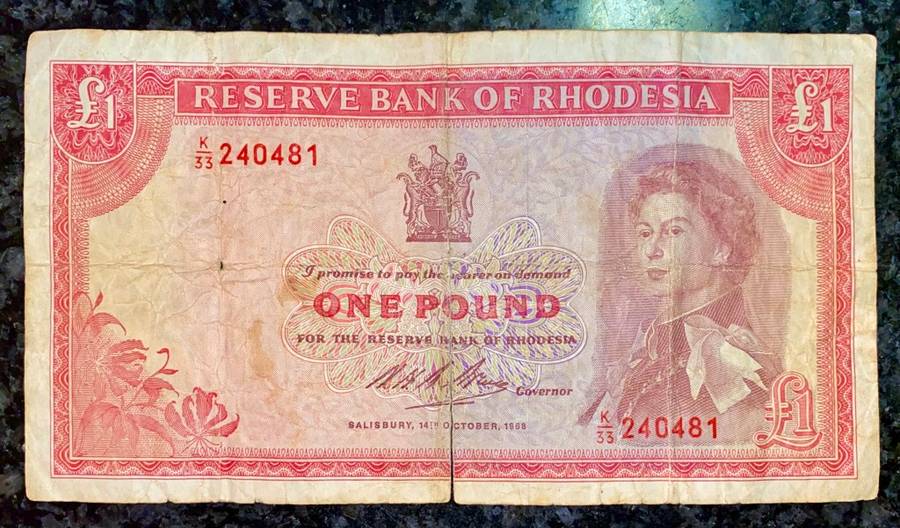 £1 RESERVE BANK OF RHODESIA £1
K/33 240481
I promise to pay the bearer on demand
ONE POUND
FOR THE RESERVE BANK OF RHODESIA
Governor
SALISBURY, 14TH OCTOBER, 1968
K/33 240481
£1